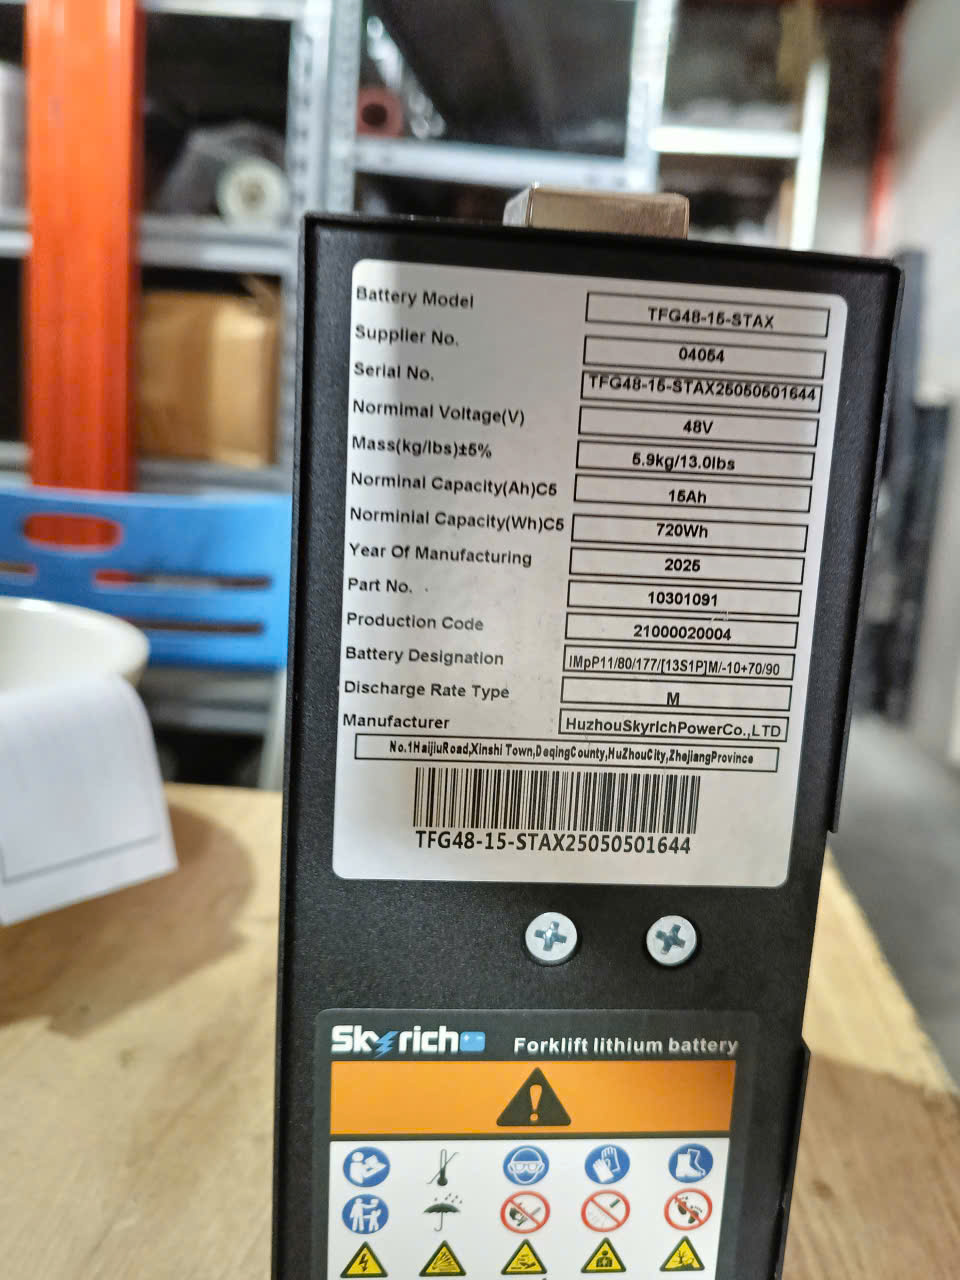 Battery Model TFG48-15-STAX
Supplier No. 04054
Serial No. TFG48-15-STAX25050501644
Normimal Voltage(V) 48V
Mass(kg/lbs)±5% 5.9kg/13.0lbs
Norminal Capacity(Ah)C5 15Ah
Norminial Capacity(Wh)C5 720Wh
Year Of Manufacturing 2025
Part No. 10301091
Production Code 21000020004
Battery Designation IMpP11/80/177/[13S1P]M/-10+70/90
Discharge Rate Type M
Manufacturer HuzhouSkyrichPowerCo.,LTD
No.1HaijiuRoad,Xinshi Town,DeqingCounty,HuZhouCity,ZhejiangProvince
TFG48-15-STAX25050501644
Skyrich Forklift lithium battery